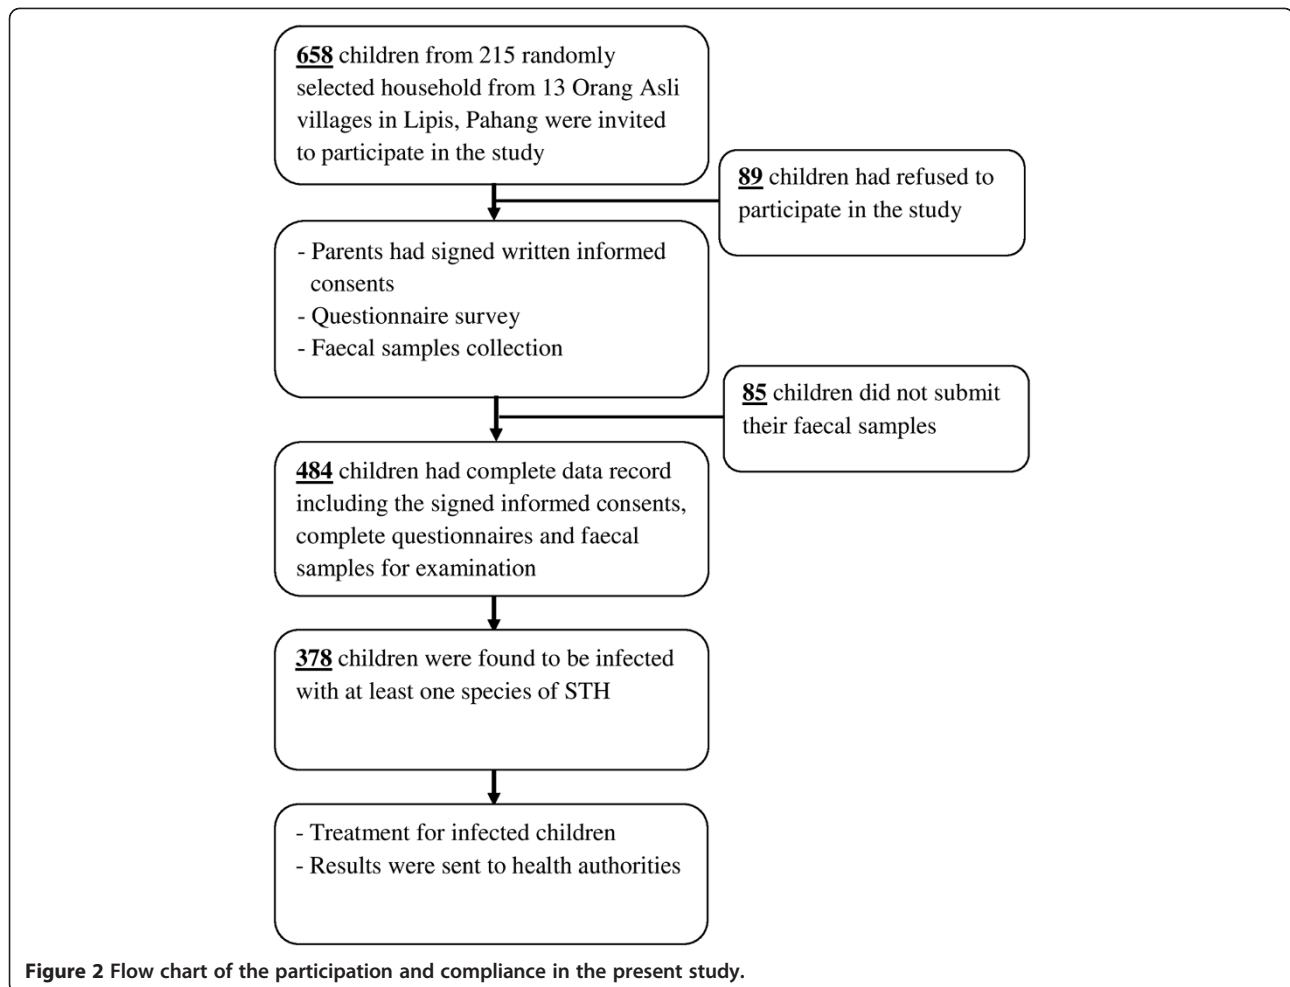 658 children from 215 randomly
selected household from 13 Orang Asli
villages in Lipis, Pahang were invited
to participate in the study
89 children had refused to
participate in the study
- Parents had signed written informed
consents
- Questionnaire survey
- Faecal samples collection
85 children did not submit
their faecal samples
484 children had complete data record
including the signed informed consents,
complete questionnaires and faecal
samples for examination
378 children were found to be infected
with at least one species of STH
- Treatment for infected children
- Results were sent to health authorities
Figure 2 Flow chart of the participation and compliance in the present study.